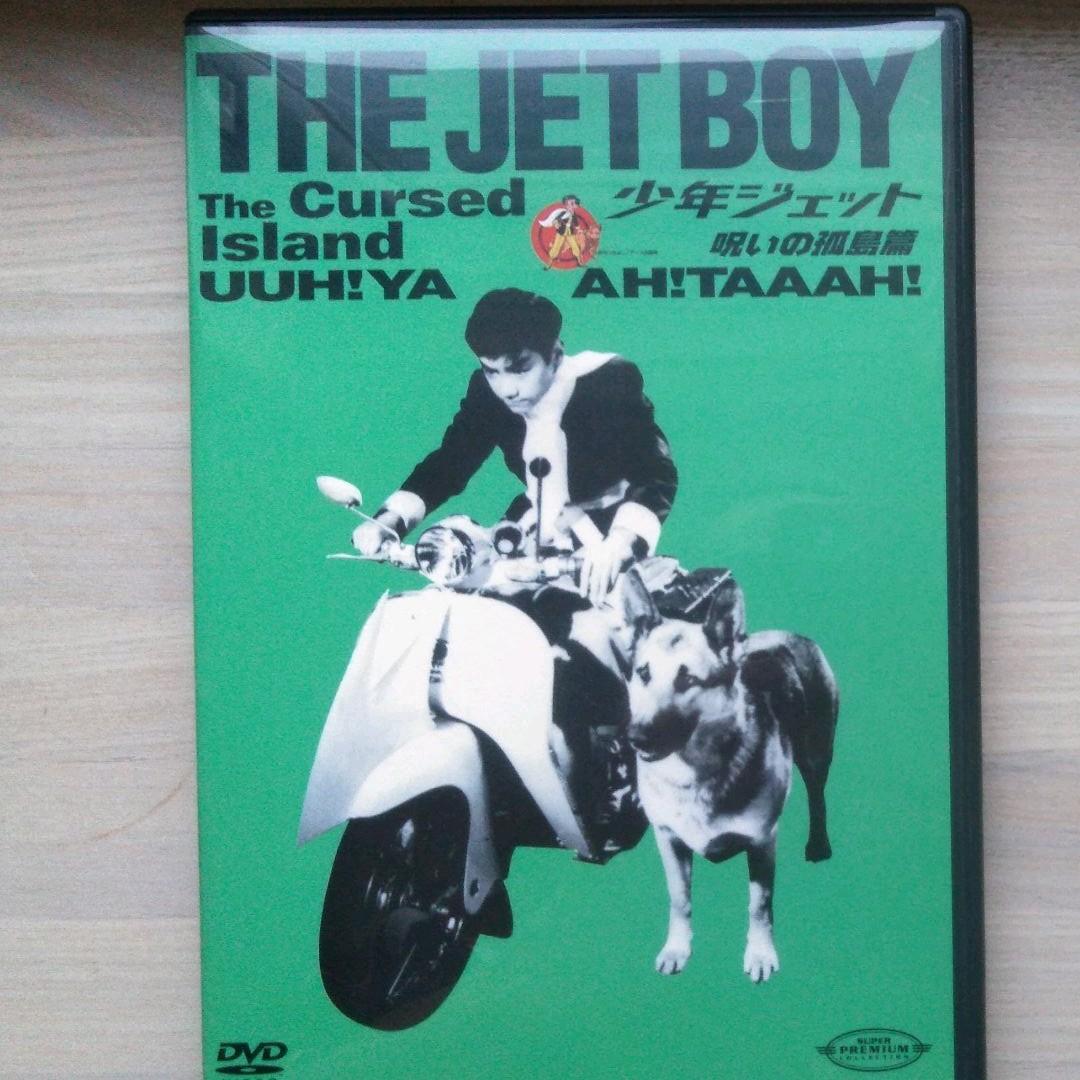 THE JET BOY
The Cursed
Island
UUH!YA
少年ジェット
呪いの孤島篇
AH!TAAAH!
DVD
SUPER
PREMIUM
COLLECTION